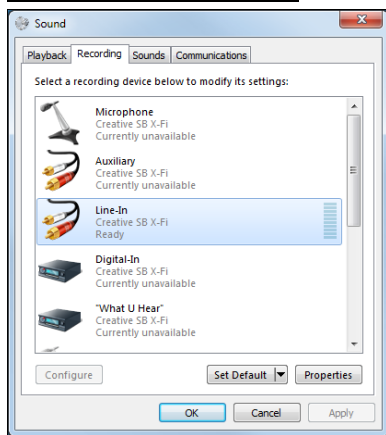 Sound
Playback Recording Sounds Communications
Select a recording device below to modify its settings:
Microphone
Creative SB X-Fi
Currently unavailable
Auxiliary
Creative SB X-Fi
Currently unavailable
Line-In
Creative SB X-Fi
Ready
Digital-In
Creative SB X-Fi
Currently unavailable
"What U Hear"
Creative SB X-Fi
Currently unavailable
Configure Set Default Properties
OK Cancel Apply